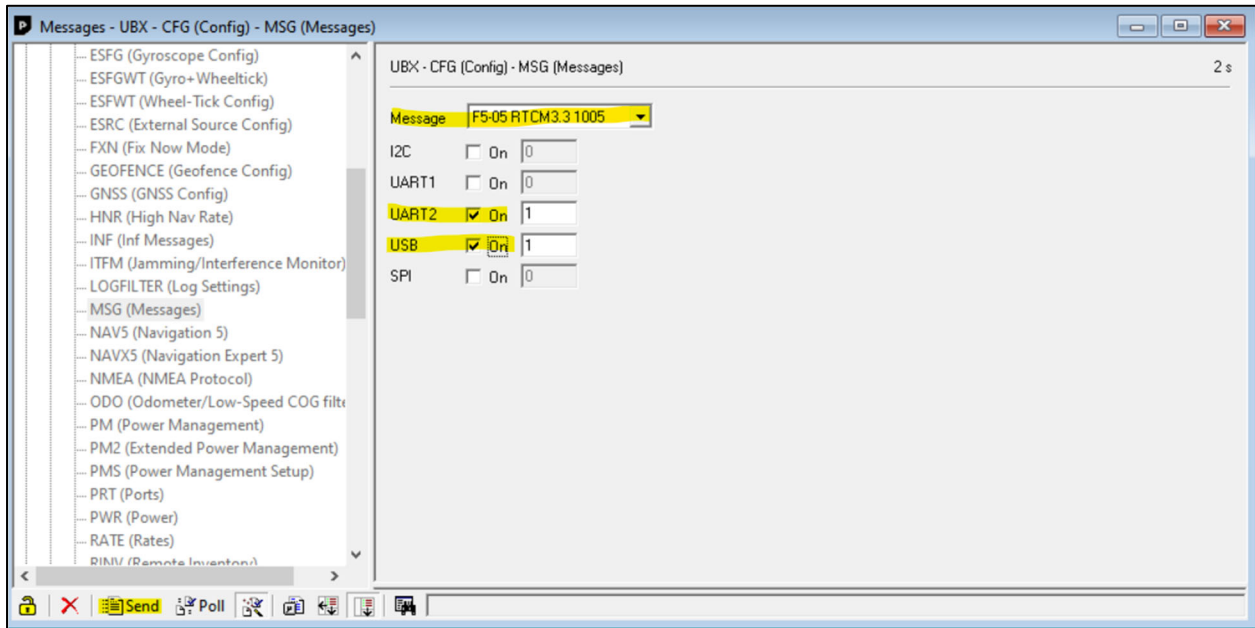 Messages - UBX - CFG (Config) - MSG (Messages)
ESFG (Gyroscope Config)
ESFGWT (Gyro+Wheeltick)
ESFWT (Wheel-Tick Config)
ESRC (External Source Config)
FXN (Fix Now Mode)
GEOFENCE (Geofence Config)
GNSS (GNSS Config)
HNR (High Nav Rate)
INF (Inf Messages)
ITFM (Jamming/Interference Monitor)
LOGFILTER (Log Settings)
MSG (Messages)
NAV5 (Navigation 5)
NAVX5 (Navigation Expert 5)
NMEA (NMEA Protocol)
ODO (Odometer/Low-Speed COG filte
PM (Power Management)
PM2 (Extended Power Management)
PMS (Power Management Setup)
PRT (Ports)
PWR (Power)
RATE (Rates)
RINV (Remote Inventory)
UBX - CFG (Config) - MSG (Messages) 2 s
Message F5-05 RTCM3.3 1005
I2C On 0
UART1 On 0
UART2 On 1
USB On 1
SPI On 0
Send Poll